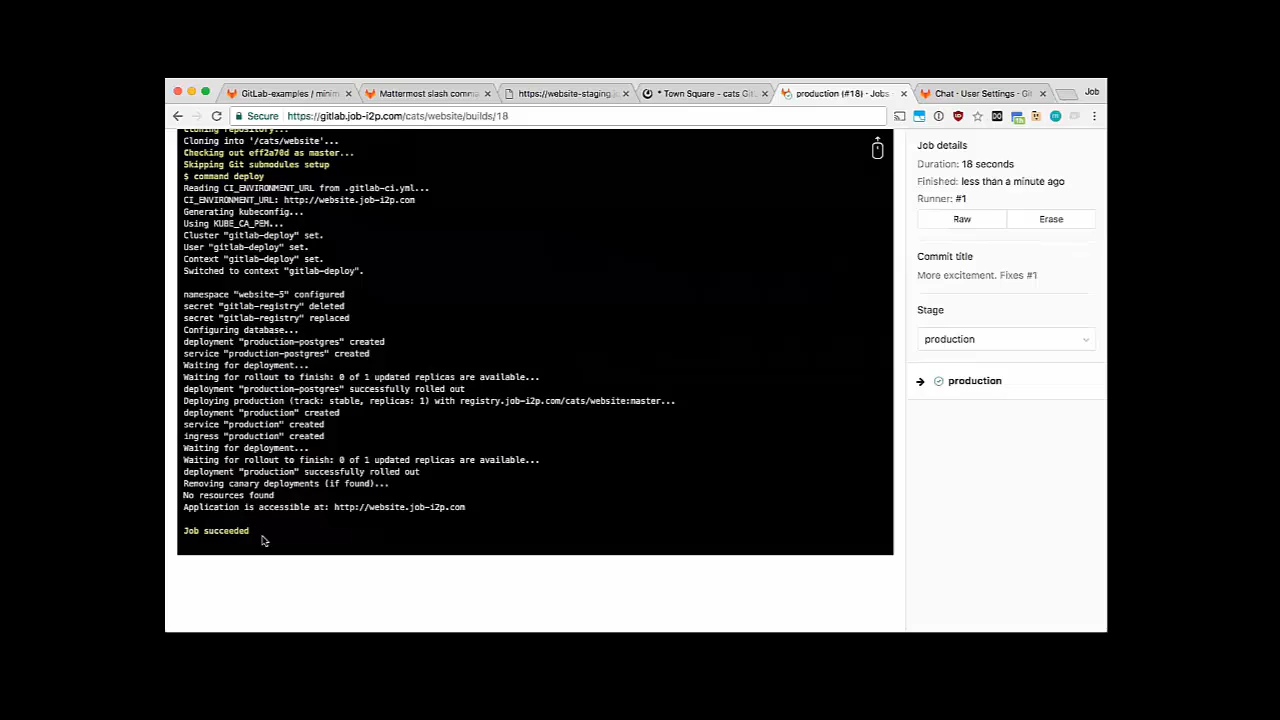 GitLab-examples / minim
Mattermost slash comma
https://website-staging.jo
* Town Square - cats Git
production (#18) · Jobs ·
Chat · User Settings · Git
Job
Secure
https://gitlab.job-i2p.com/cats/website/builds/18
Cloning repository...
Cloning into '/cats/website'...
Checking out eff2a70d as master...
Skipping Git submodules setup
$ command deploy
Reading CI_ENVIRONMENT_URL from .gitlab-ci.yml...
CI_ENVIRONMENT_URL: http://website.job-i2p.com
Generating kubeconfig...
Using KUBE_CA_PEM...
Cluster "gitlab-deploy" set.
User "gitlab-deploy" set.
Context "gitlab-deploy" set.
Switched to context "gitlab-deploy".
namespace "website-5" configured
secret "gitlab-registry" deleted
secret "gitlab-registry" replaced
Configuring database...
deployment "production-postgres" created
service "production-postgres" created
Waiting for deployment...
Waiting for rollout to finish: 0 of 1 updated replicas are available...
deployment "production-postgres" successfully rolled out
Deploying production (track: stable, replicas: 1) with registry.job-i2p.com/cats/website:master...
deployment "production" created
service "production" created
ingress "production" created
Waiting for deployment...
Waiting for rollout to finish: 0 of 1 updated replicas are available...
deployment "production" successfully rolled out
Removing canary deployments (if found)...
No resources found
Application is accessible at: http://website.job-i2p.com
Job succeeded
Job details
Duration: 18 seconds
Finished: less than a minute ago
Runner: #1
Raw
Erase
Commit title
More excitement. Fixes #1
Stage
production
production